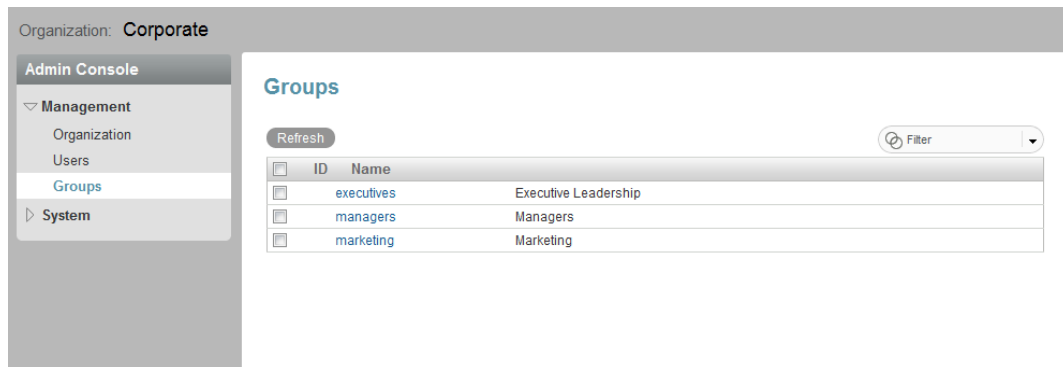 Organization: Corporate
Admin Console
Management
Organization
Users
Groups
System
Groups
Refresh
Filter
ID Name
executives Executive Leadership
managers Managers
marketing Marketing